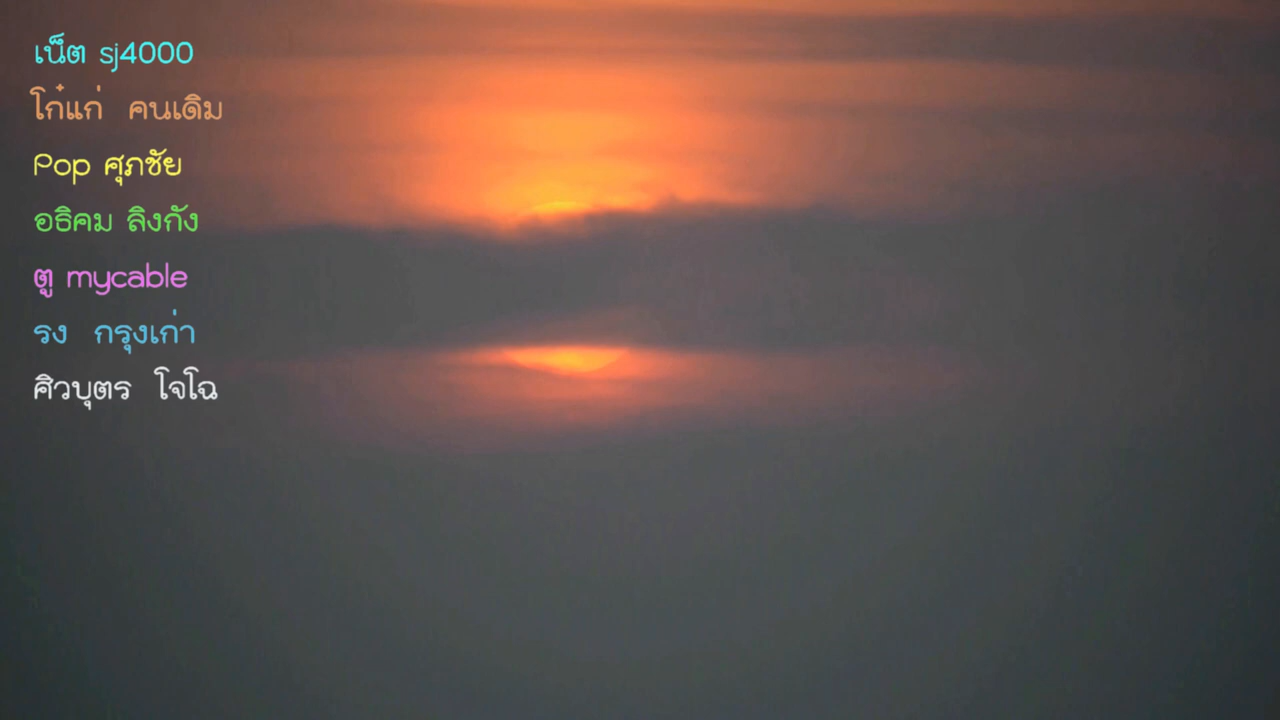 เน็ต sj4000
โก๋แก่ คนเดิม
Pop ศุภชัย
อธิคม ลิงกัง
ตู mycable
รง กรุงเก่า
ศิวบุตร โจโฉ